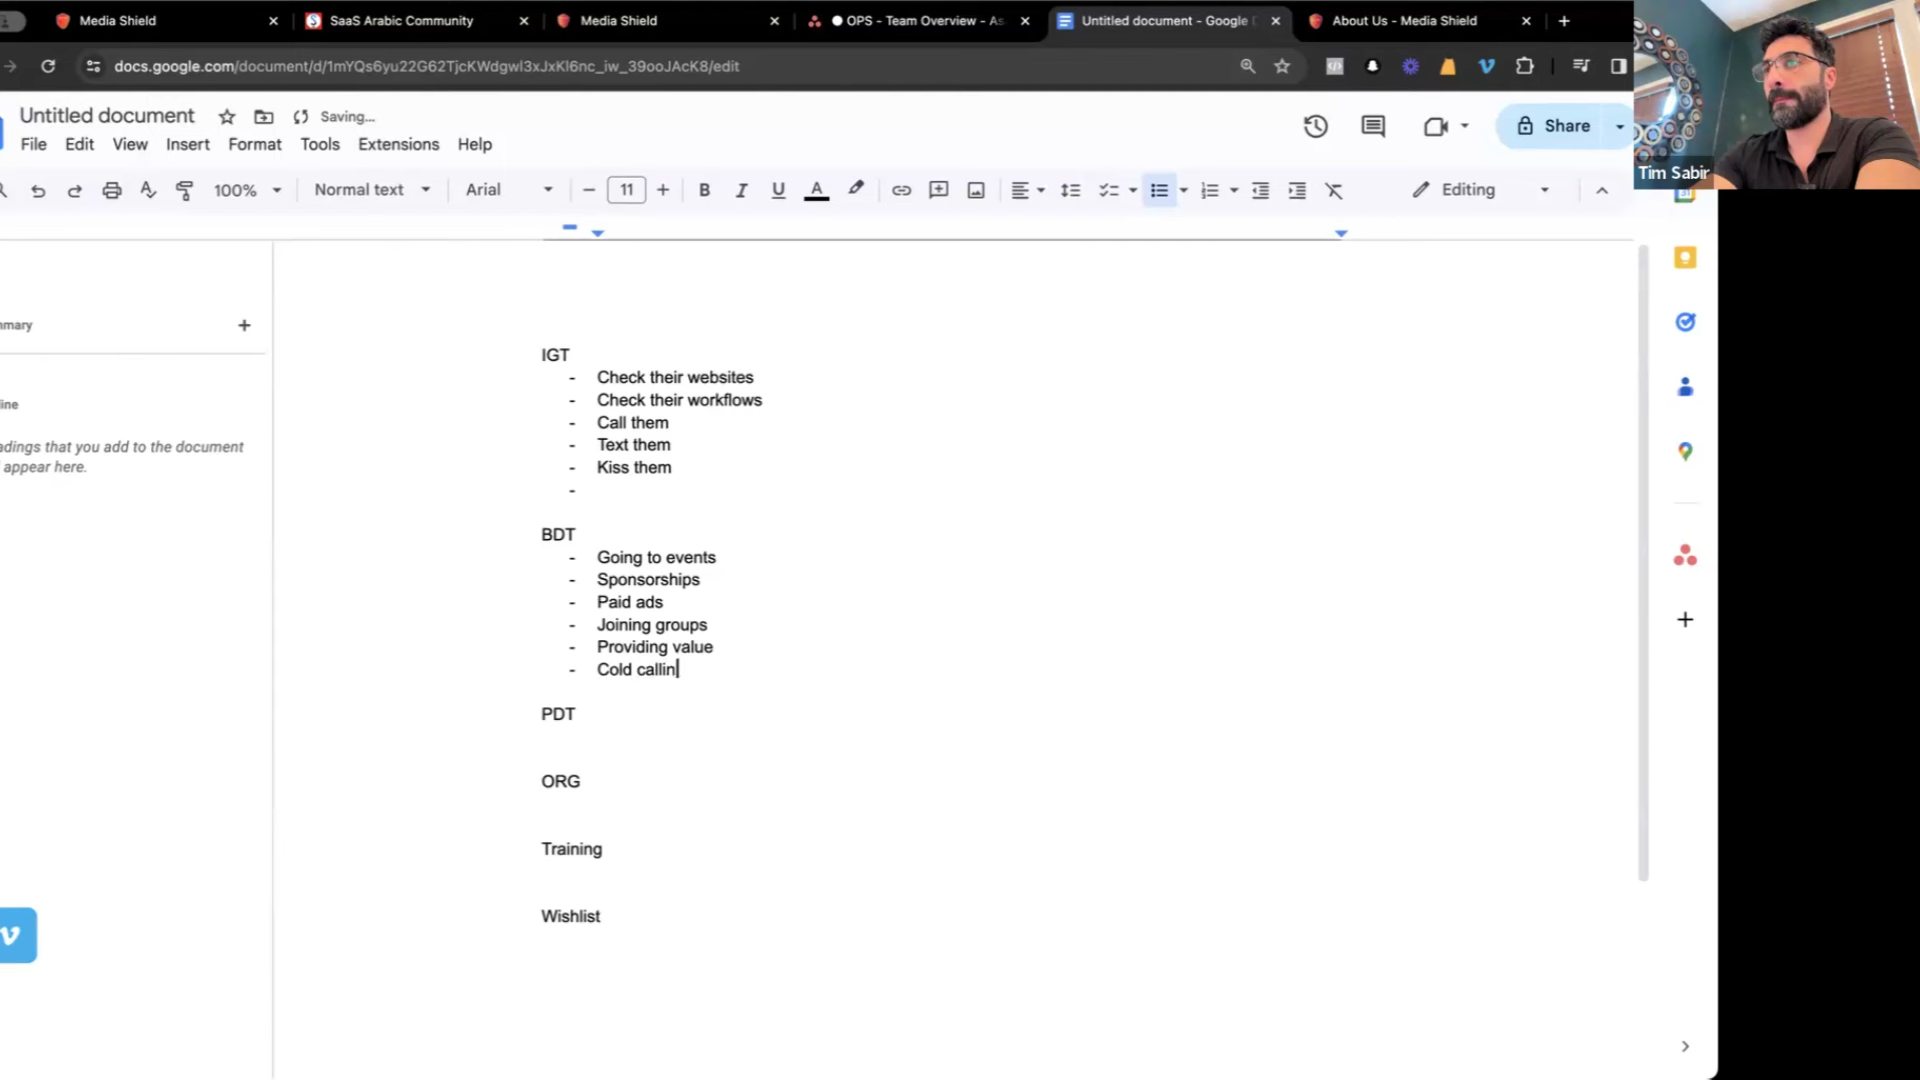 Media Shield
SaaS Arabic Community
Media Shield
OPS - Team Overview - As
Untitled document - Google D
About Us - Media Shield
docs.google.com/document/d/1mYQs6yu22G62TjcKWdgwl3xJxKl6nc_iw_39ooJAcK8/edit
Untitled document
Saving...
File Edit View Insert Format Tools Extensions Help
Share
Tim Sabir
100%
Normal text
Arial
11
Editing
mmary
IGT
- Check their websites
- Check their workflows
- Call them
- Text them
- Kiss them
-
line
adings that you add to the document
appear here.
BDT
- Going to events
- Sponsorships
- Paid ads
- Joining groups
- Providing value
- Cold callin
PDT
ORG
Training
Wishlist